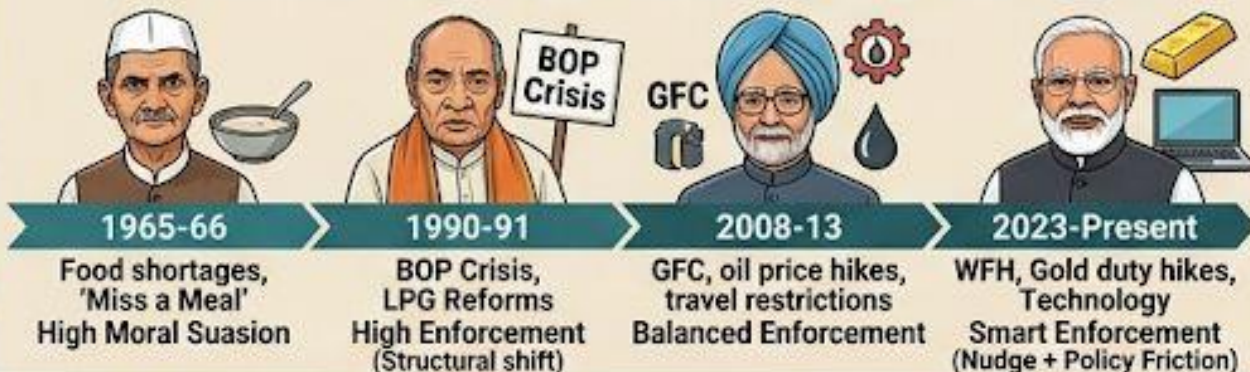 BOP
Crisis
GFC
1965-66
Food shortages,
'Miss a Meal'
High Moral Suasion
1990-91
BOP Crisis,
LPG Reforms
High Enforcement
(Structural shift)
2008-13
GFC, oil price hikes,
travel restrictions
Balanced Enforcement
2023-Present
WFH, Gold duty hikes,
Technology
Smart Enforcement
(Nudge + Policy Friction)